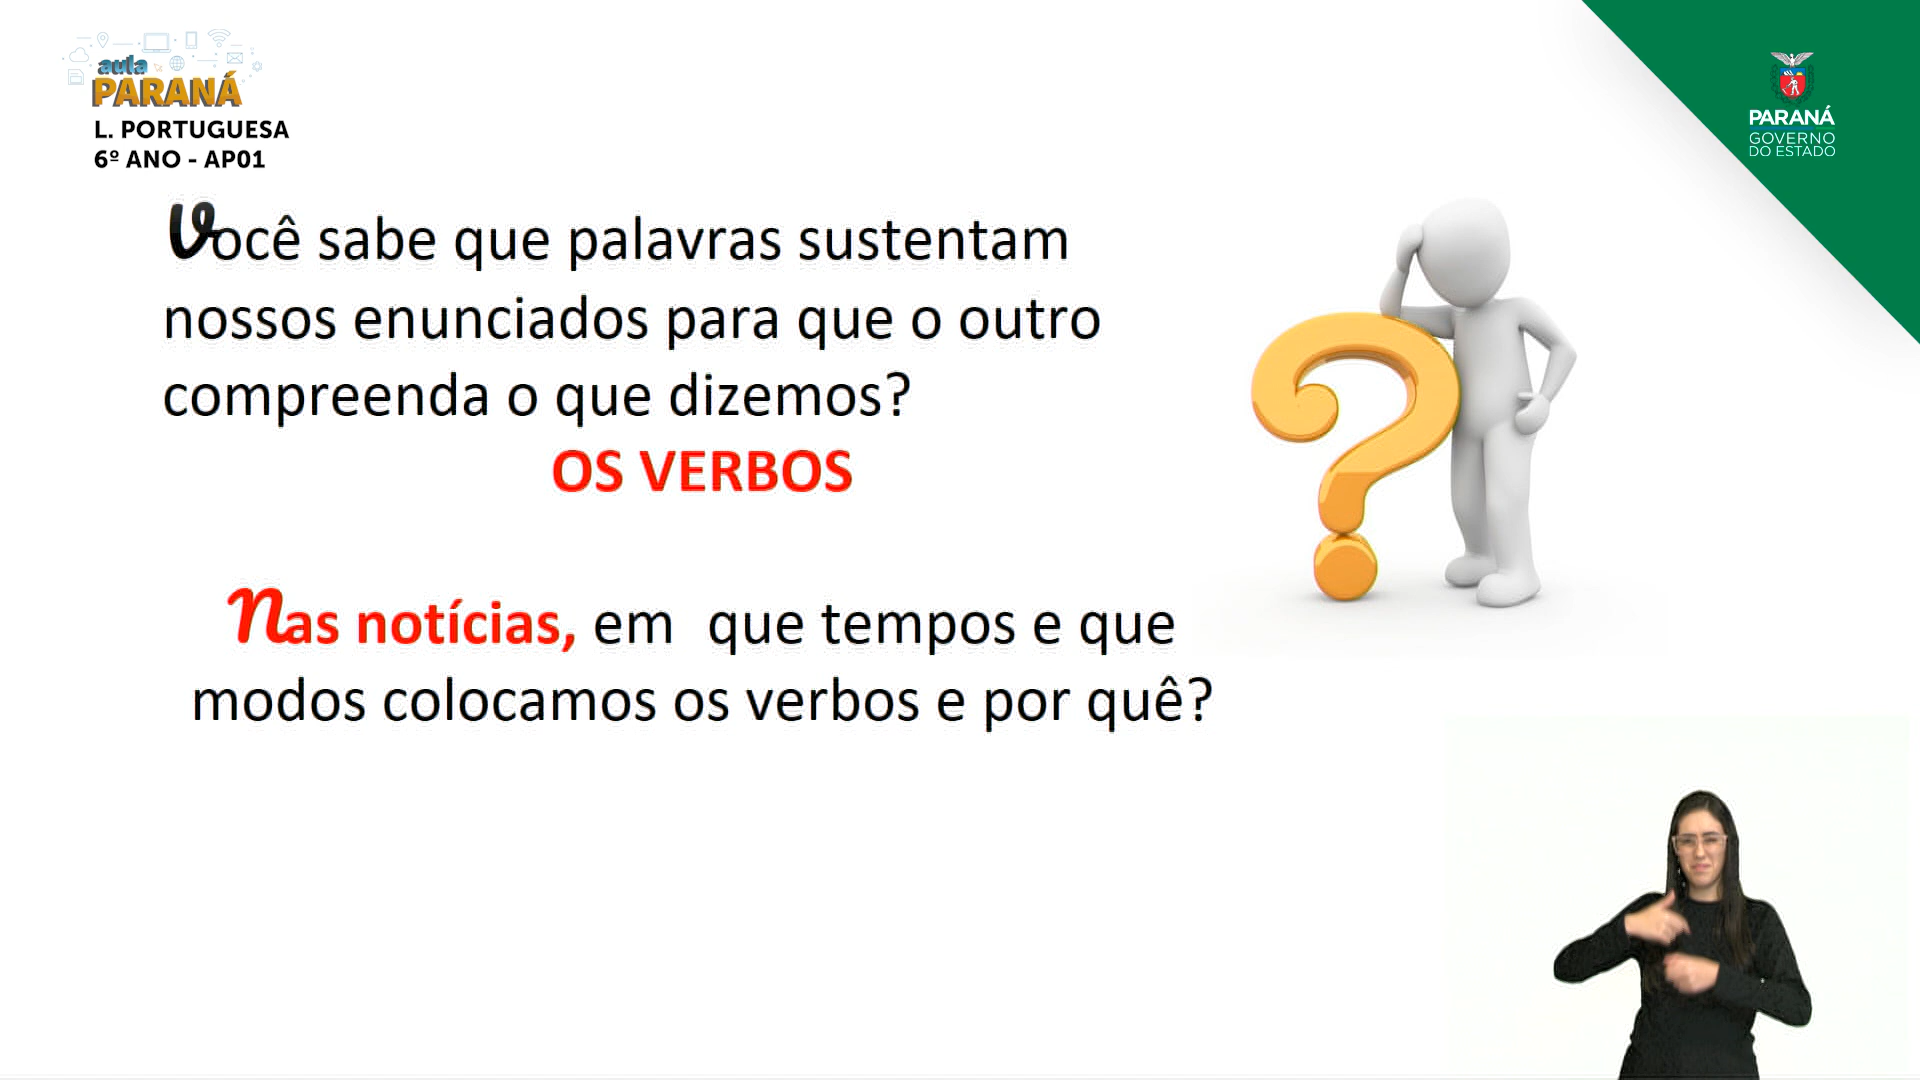 aula
PARANÁ
L. PORTUGUESA
6º ANO - AP01
PARANÁ
GOVERNO
DO ESTADO
Você sabe que palavras sustentam
nossos enunciados para que o outro
compreenda o que dizemos?
OS VERBOS
Nas notícias, em que tempos e que
modos colocamos os verbos e por quê?